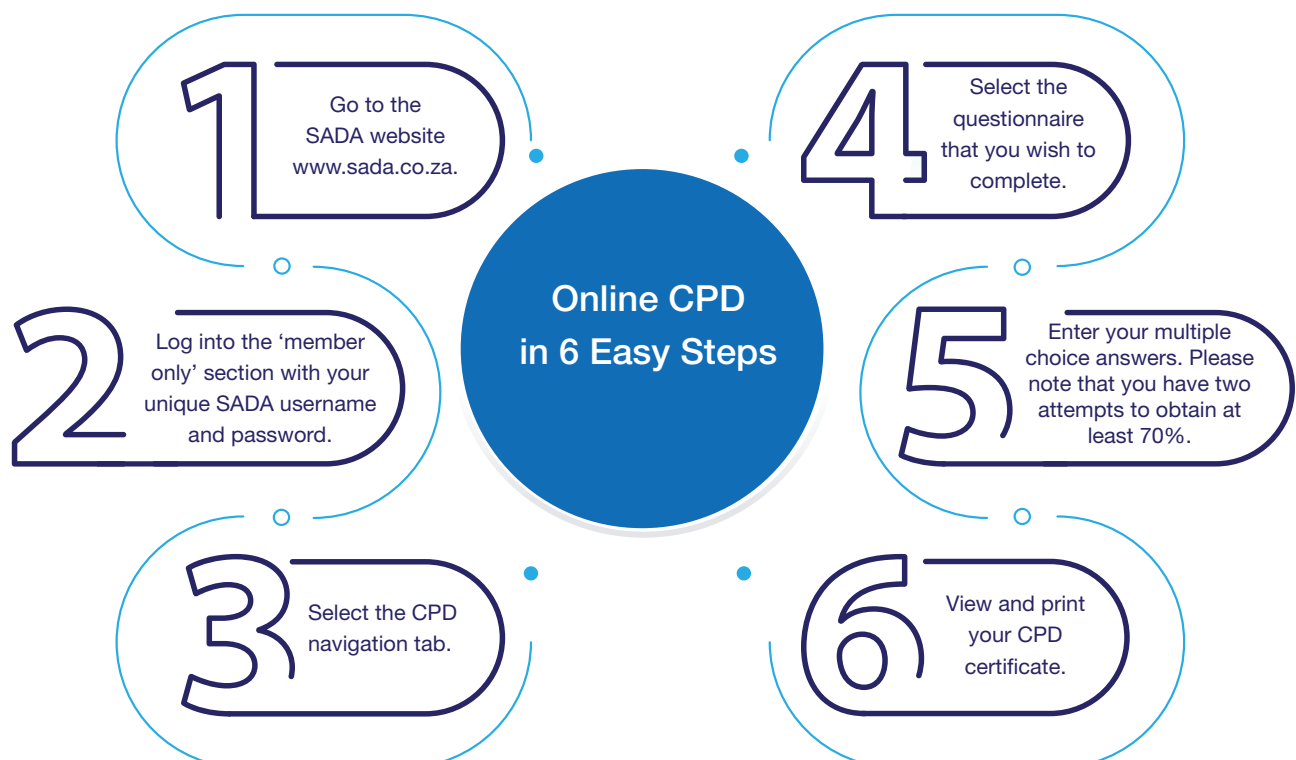 Online CPD
in 6 Easy Steps
1
Go to the
SADA website
www.sada.co.za.
2
Log into the ‘member
only’ section with your
unique SADA username
and password.
3
Select the CPD
navigation tab.
4
Select the
questionnaire
that you wish to
complete.
5
Enter your multiple
choice answers. Please
note that you have two
attempts to obtain at
least 70%.
6
View and print
your CPD
certificate.